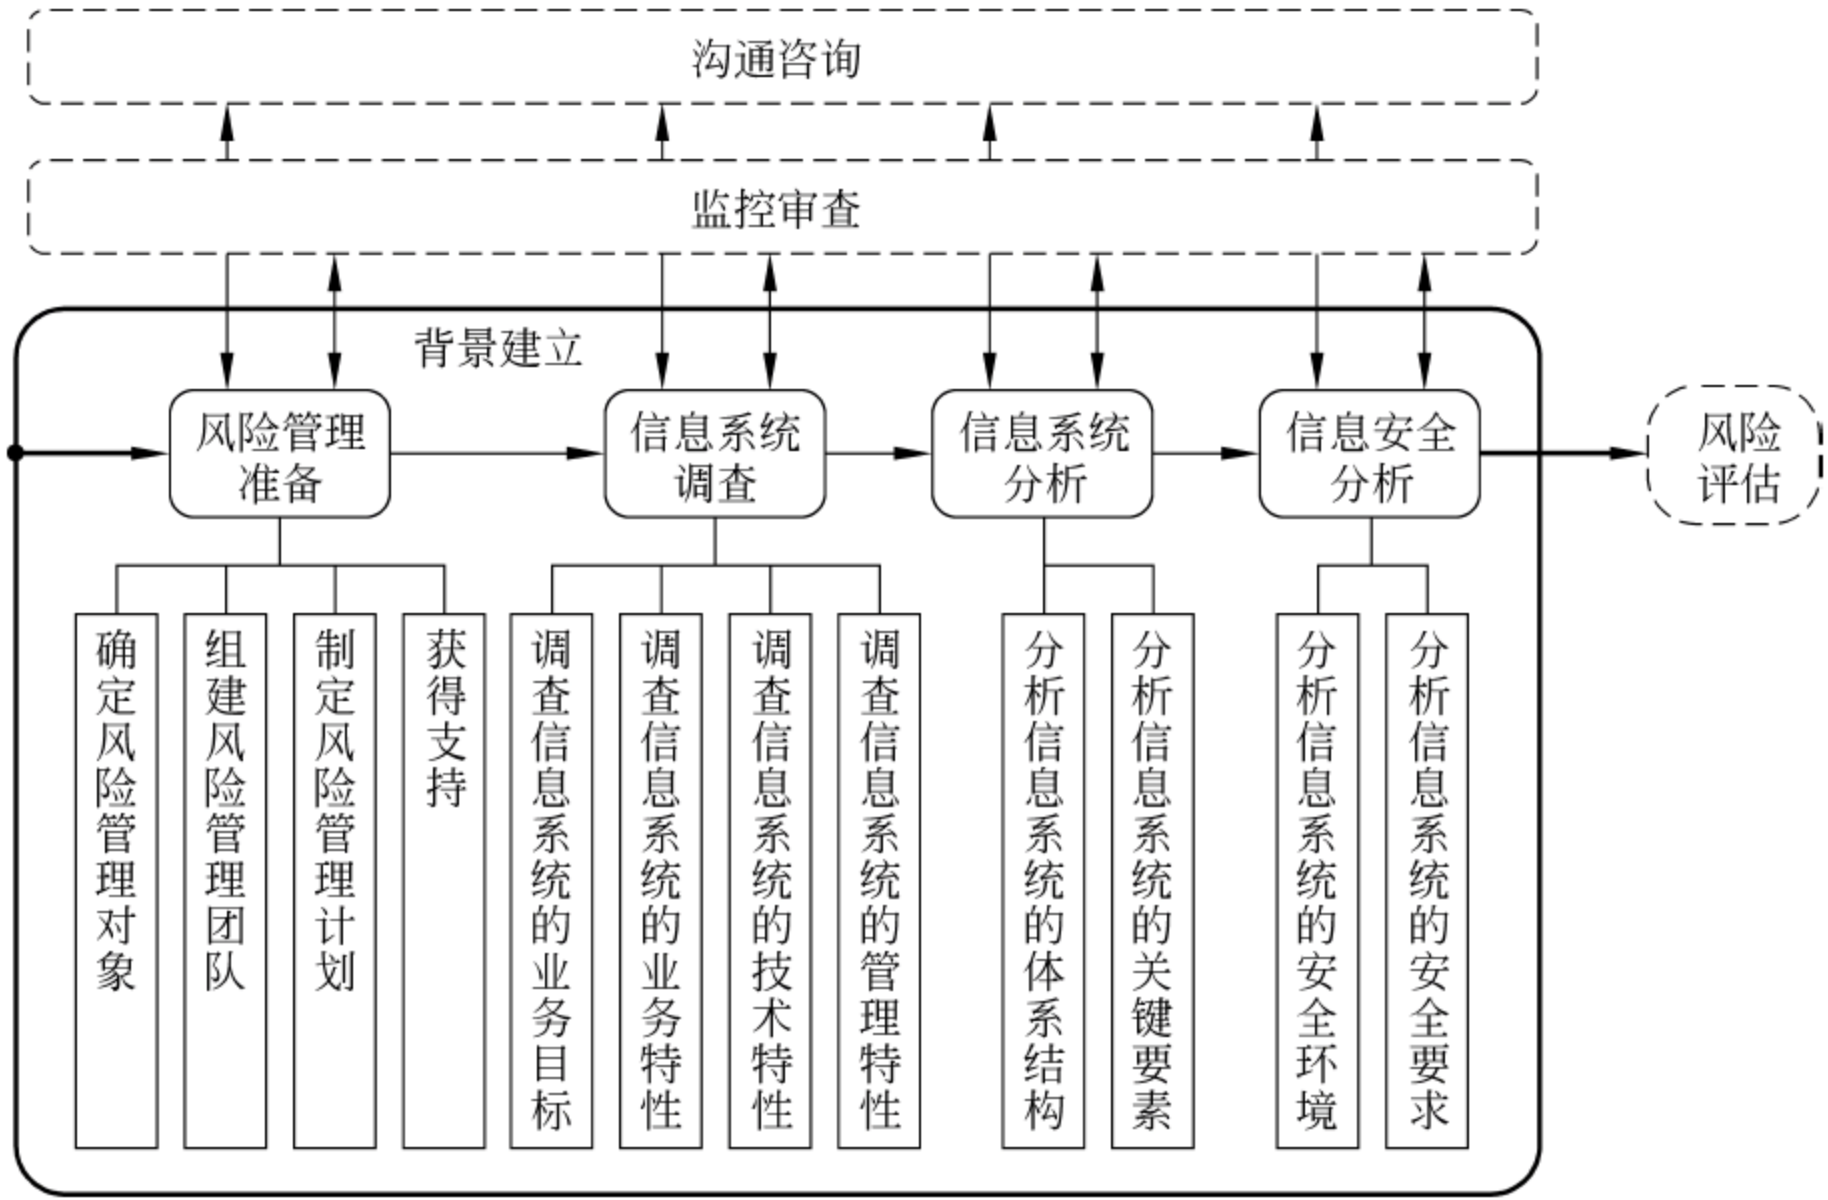 沟通咨询
监控审查
背景建立
风险管理
准备
信息系统
调查
信息系统
分析
信息安全
分析
风险
评估
确定风险管理对象
组建风险管理团队
制定风险管理计划
获得支持
调查信息系统的业务目标
调查信息系统的业务特性
调查信息系统的技术特性
调查信息系统的管理特性
分析信息系统的体系结构
分析信息系统的关键要素
分析信息系统的安全环境
分析信息系统的安全要求